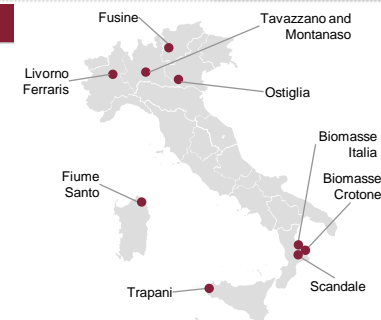 Fusine
Tavazzano and
Montanaso
Livorno
Ferraris
Ostiglia
Biomasse
Italia
Biomasse
Crotone
Fiume
Santo
Scandale
Trapani